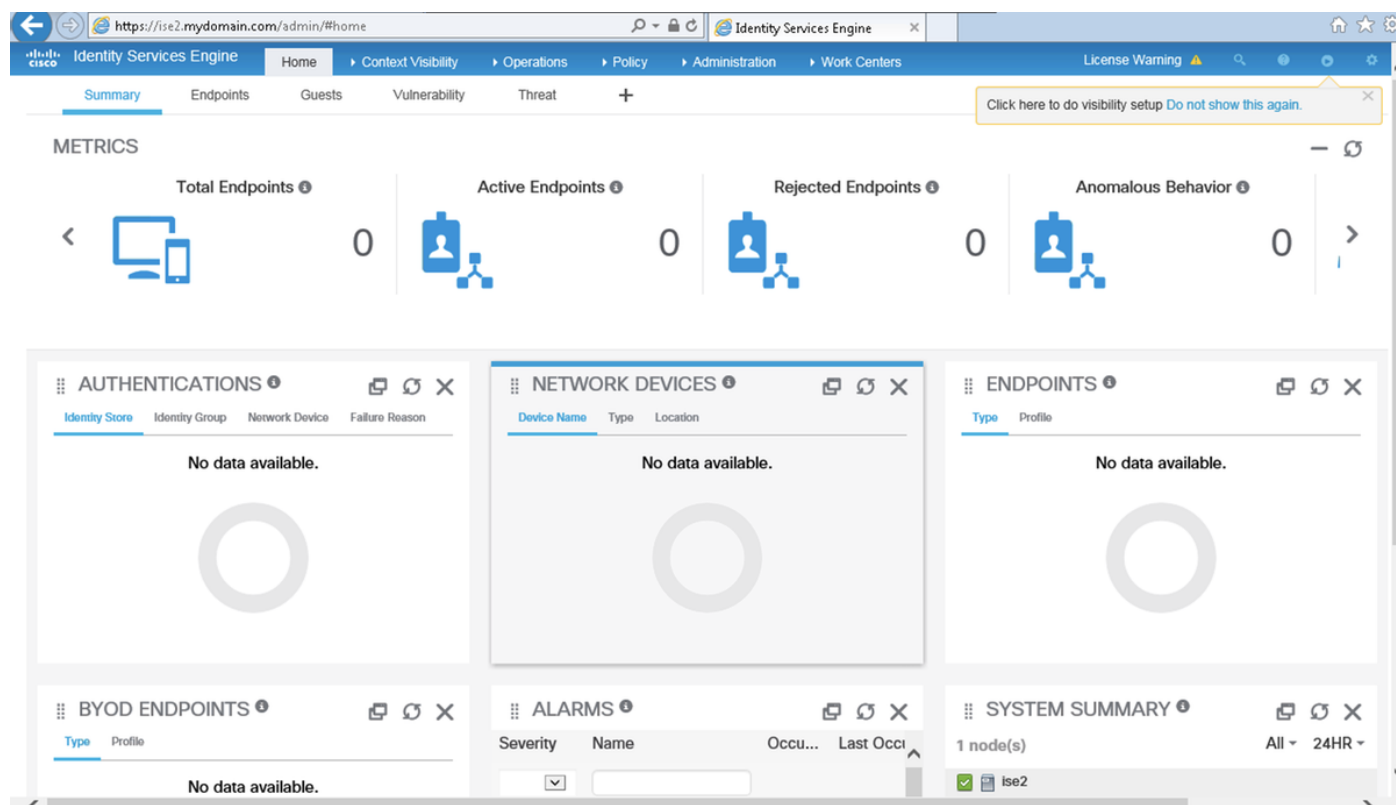 https://ise2.mydomain.com/admin/#home
Identity Services Engine
cisco Identity Services Engine Home Context Visibility Operations Policy Administration Work Centers License Warning
Summary Endpoints Guests Vulnerability Threat +
Click here to do visibility setup Do not show this again.
METRICS
Total Endpoints Active Endpoints Rejected Endpoints Anomalous Behavior
0 0 0 0
AUTHENTICATIONS
Identity Store Identity Group Network Device Failure Reason
No data available.
NETWORK DEVICES
Device Name Type Location
No data available.
ENDPOINTS
Type Profile
No data available.
BYOD ENDPOINTS
Type Profile
No data available.
ALARMS
Severity Name Occu... Last Occu
SYSTEM SUMMARY
1 node(s) All 24HR
ise2